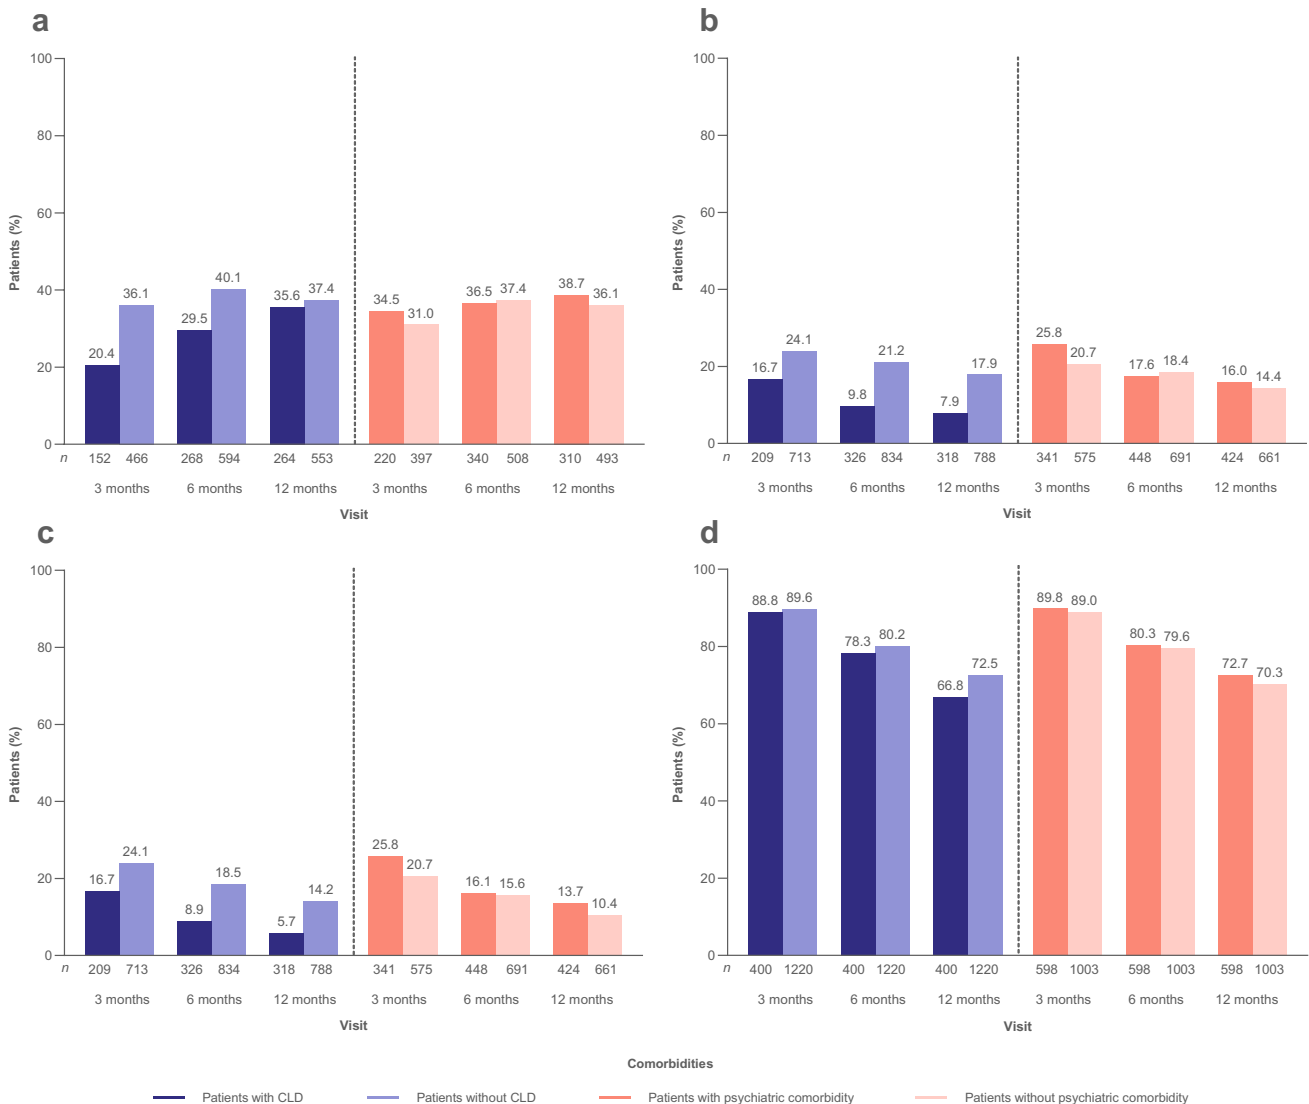 a
Patients (%)
100
80
60
40
20
0
20.4 36.1 29.5 40.1 35.6 37.4 34.5 31.0 36.5 37.4 38.7 36.1
n 152 466 268 594 264 553 220 397 340 508 310 493
3 months 6 months 12 months 3 months 6 months 12 months
Visit
b
Patients (%)
100
80
60
40
20
0
16.7 24.1 9.8 21.2 7.9 17.9 25.8 20.7 17.6 18.4 16.0 14.4
n 209 713 326 834 318 788 341 575 448 691 424 661
3 months 6 months 12 months 3 months 6 months 12 months
Visit
c
Patients (%)
100
80
60
40
20
0
16.7 24.1 8.9 18.5 5.7 14.2 25.8 20.7 16.1 15.6 13.7 10.4
n 209 713 326 834 318 788 341 575 448 691 424 661
3 months 6 months 12 months 3 months 6 months 12 months
Visit
d
Patients (%)
100
80
60
40
20
0
88.8 89.6 78.3 80.2 66.8 72.5 89.8 89.0 80.3 79.6 72.7 70.3
n 400 1220 400 1220 400 1220 598 1003 598 1003 598 1003
3 months 6 months 12 months 3 months 6 months 12 months
Visit
Comorbidities
Patients with CLD Patients without CLD Patients with psychiatric comorbidity Patients without psychiatric comorbidity